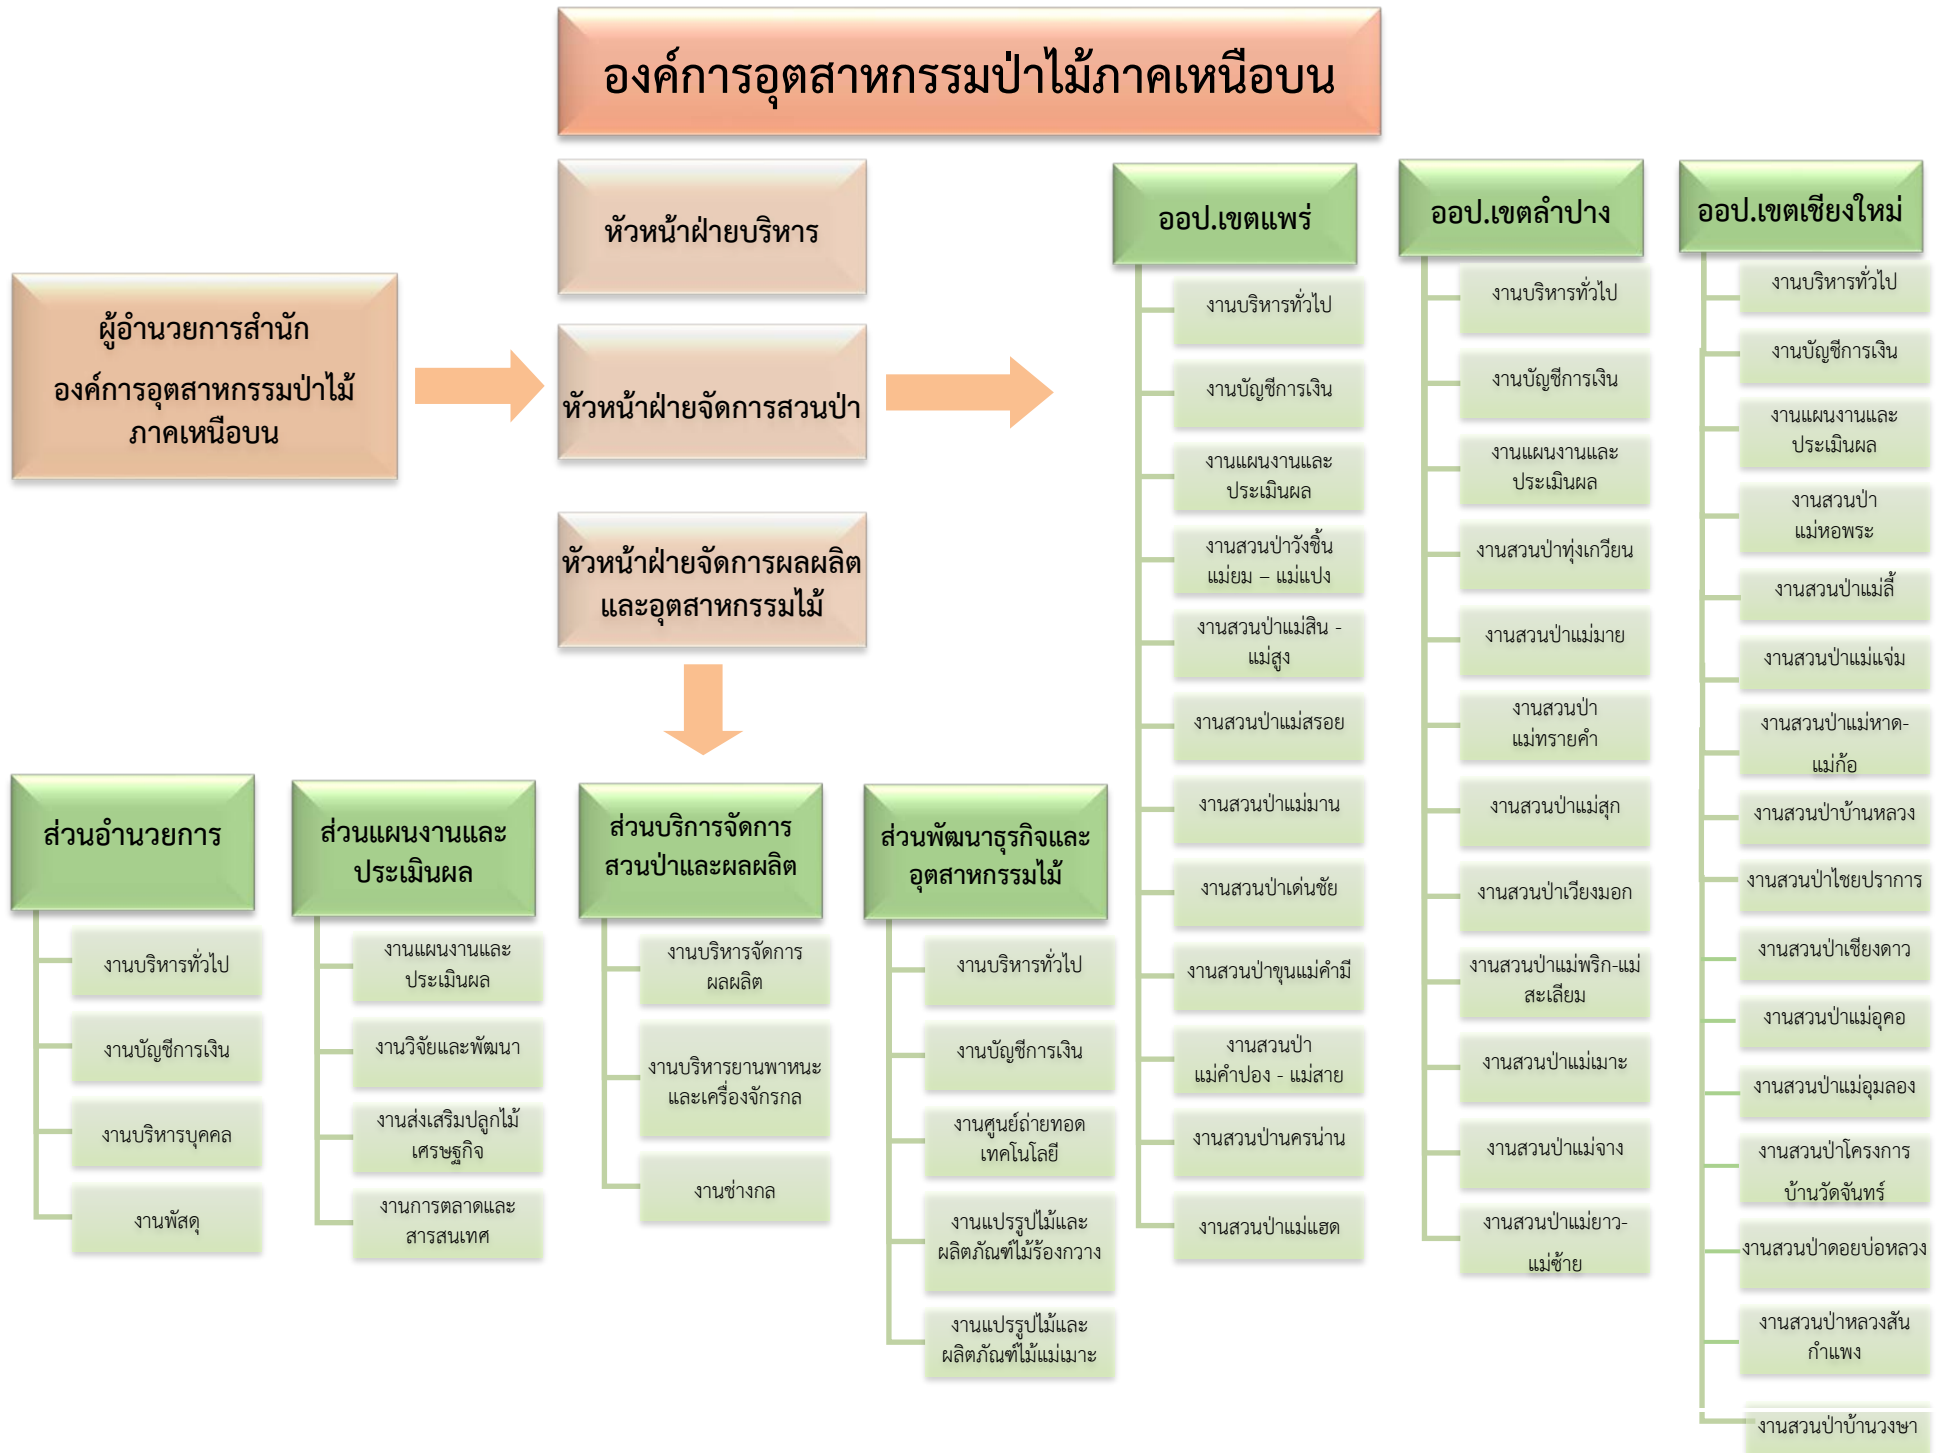 องค์การอุตสาหกรรมป่าไม้ภาคเหนือบน
ผู้อำนวยการสำนัก
องค์การอุตสาหกรรมป่าไม้
ภาคเหนือบน
หัวหน้าฝ่ายบริหาร
หัวหน้าฝ่ายจัดการสวนป่า
หัวหน้าฝ่ายจัดการผลผลิต
และอุตสาหกรรมไม้
ส่วนอำนวยการ
งานบริหารทั่วไป
งานบัญชีการเงิน
งานบริหารบุคคล
งานพัสดุ
ส่วนแผนงานและ
ประเมินผล
งานแผนงานและ
ประเมินผล
งานวิจัยและพัฒนา
งานส่งเสริมปลูกไม้
เศรษฐกิจ
งานการตลาดและ
สารสนเทศ
ส่วนบริการจัดการ
สวนป่าและผลผลิต
งานบริหารจัดการ
ผลผลิต
งานบริหารยานพาหนะ
และเครื่องจักรกล
งานช่างกล
ส่วนพัฒนาธุรกิจและ
อุตสาหกรรมไม้
งานบริหารทั่วไป
งานบัญชีการเงิน
งานศูนย์ถ่ายทอด
เทคโนโลยี
งานแปรรูปไม้และ
ผลิตภัณฑ์ไม้ร้องกวาง
งานแปรรูปไม้และ
ผลิตภัณฑ์ไม้แม่เมาะ
ออป.เขตแพร่
งานบริหารทั่วไป
งานบัญชีการเงิน
งานแผนงานและ
ประเมินผล
งานสวนป่าวังชิ้น
แม่ยม – แม่แปง
งานสวนป่าแม่สิน -
แม่สูง
งานสวนป่าแม่สรอย
งานสวนป่าแม่มาน
งานสวนป่าเด่นชัย
งานสวนป่าขุนแม่คำมี
งานสวนป่า
แม่คำปอง - แม่สาย
งานสวนป่านครน่าน
งานสวนป่าแม่แฮด
ออป.เขตลำปาง
งานบริหารทั่วไป
งานบัญชีการเงิน
งานแผนงานและ
ประเมินผล
งานสวนป่าทุ่งเกวียน
งานสวนป่าแม่มาย
งานสวนป่า
แม่ทรายคำ
งานสวนป่าแม่สุก
งานสวนป่าเวียงมอก
งานสวนป่าแม่พริก-แม่
สะเลียม
งานสวนป่าแม่เมาะ
งานสวนป่าแม่จาง
งานสวนป่าแม่ยาว-
แม่ซ้าย
ออป.เขตเชียงใหม่
งานบริหารทั่วไป
งานบัญชีการเงิน
งานแผนงานและ
ประเมินผล
งานสวนป่า
แม่หอพระ
งานสวนป่าแม่ลี้
งานสวนป่าแม่แจ่ม
งานสวนป่าแม่หาด-
แม่ก้อ
งานสวนป่าบ้านหลวง
งานสวนป่าไชยปราการ
งานสวนป่าเชียงดาว
งานสวนป่าแม่อุคอ
งานสวนป่าแม่อุมลอง
งานสวนป่าโครงการ
บ้านวัดจันทร์
งานสวนป่าดอยบ่อหลวง
งานสวนป่าหลวงสัน
กำแพง
งานสวนป่าบ้านวงษา